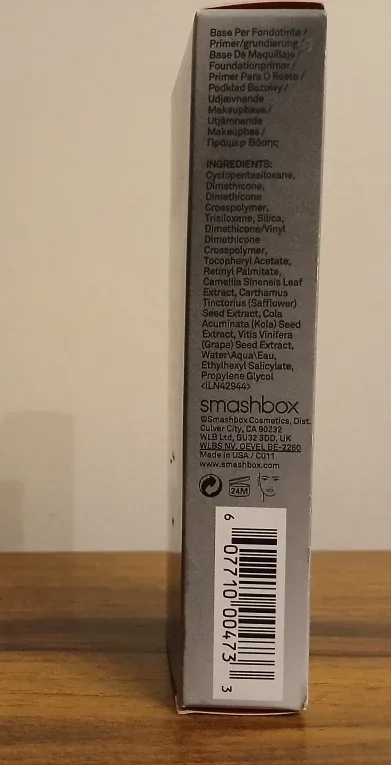 Base Per Fondotinta /
Primer/grundierung /
Base De Maquillaje /
Foundationprimer /
Primer Para O Rosto /
Podkład Bazowy /
Udjævnende
Makeupbase /
Utjämnande
Makeupbas /
Πράιμερ Βάσης
INGREDIENTS:
Cyclopentasiloxane,
Dimethicone,
Dimethicone
Crosspolymer,
Trisiloxane, Silica,
Dimethicone/Vinyl
Dimethicone
Crosspolymer,
Tocopheryl Acetate,
Retinyl Palmitate,
Camellia Sinensis Leaf
Extract, Carthamus
Tinctorius (Safflower)
Seed Extract, Cola
Acuminata (Kola) Seed
Extract, Vitis Vinifera
(Grape) Seed Extract,
Water\Aqua\Eau,
Ethylhexyl Salicylate,
Propylene Glycol
<ILN42944>
smashbox
©Smashbox Cosmetics, Dist.
Culver City, CA 90232
WLB Ltd, GU32 3DD, UK
WLBS NV, OEVEL BE-2260
Made in USA / C011
www.smashbox.com
24M
6 07710 00473 3